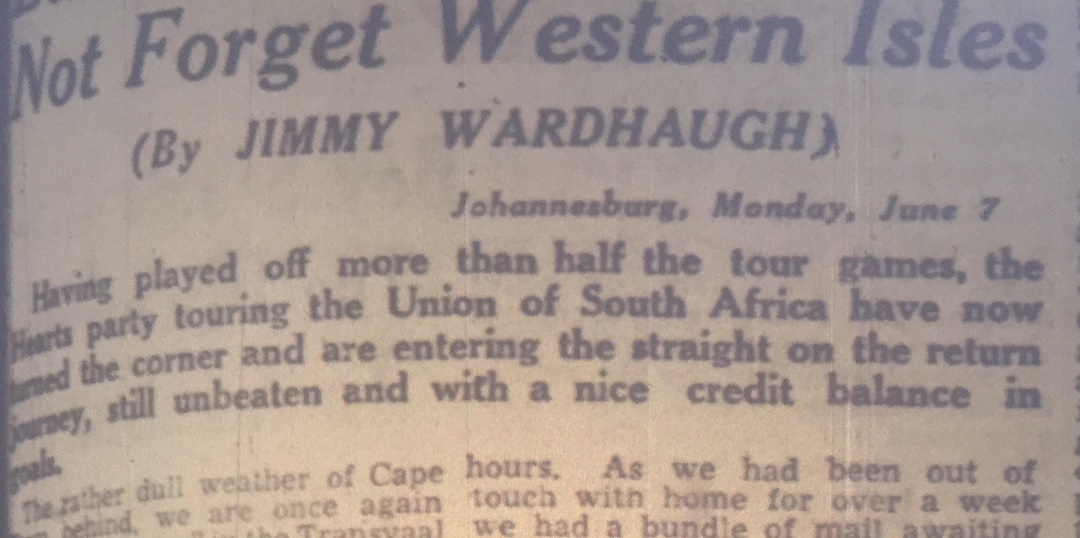 Not Forget Western Isles
(By JIMMY WARDHAUGH)
Johannesburg, Monday, June 7
Having played off more than half the tour games, the
Hearts party touring the Union of South Africa have now
turned the corner and are entering the straight on the return
journey, still unbeaten and with a nice credit balance in
goals.
The rather dull weather of Cape
behind, we are once again
in the Transvaal
hours. As we had been out of
touch with home for over a week
we had a bundle of mail awaiting